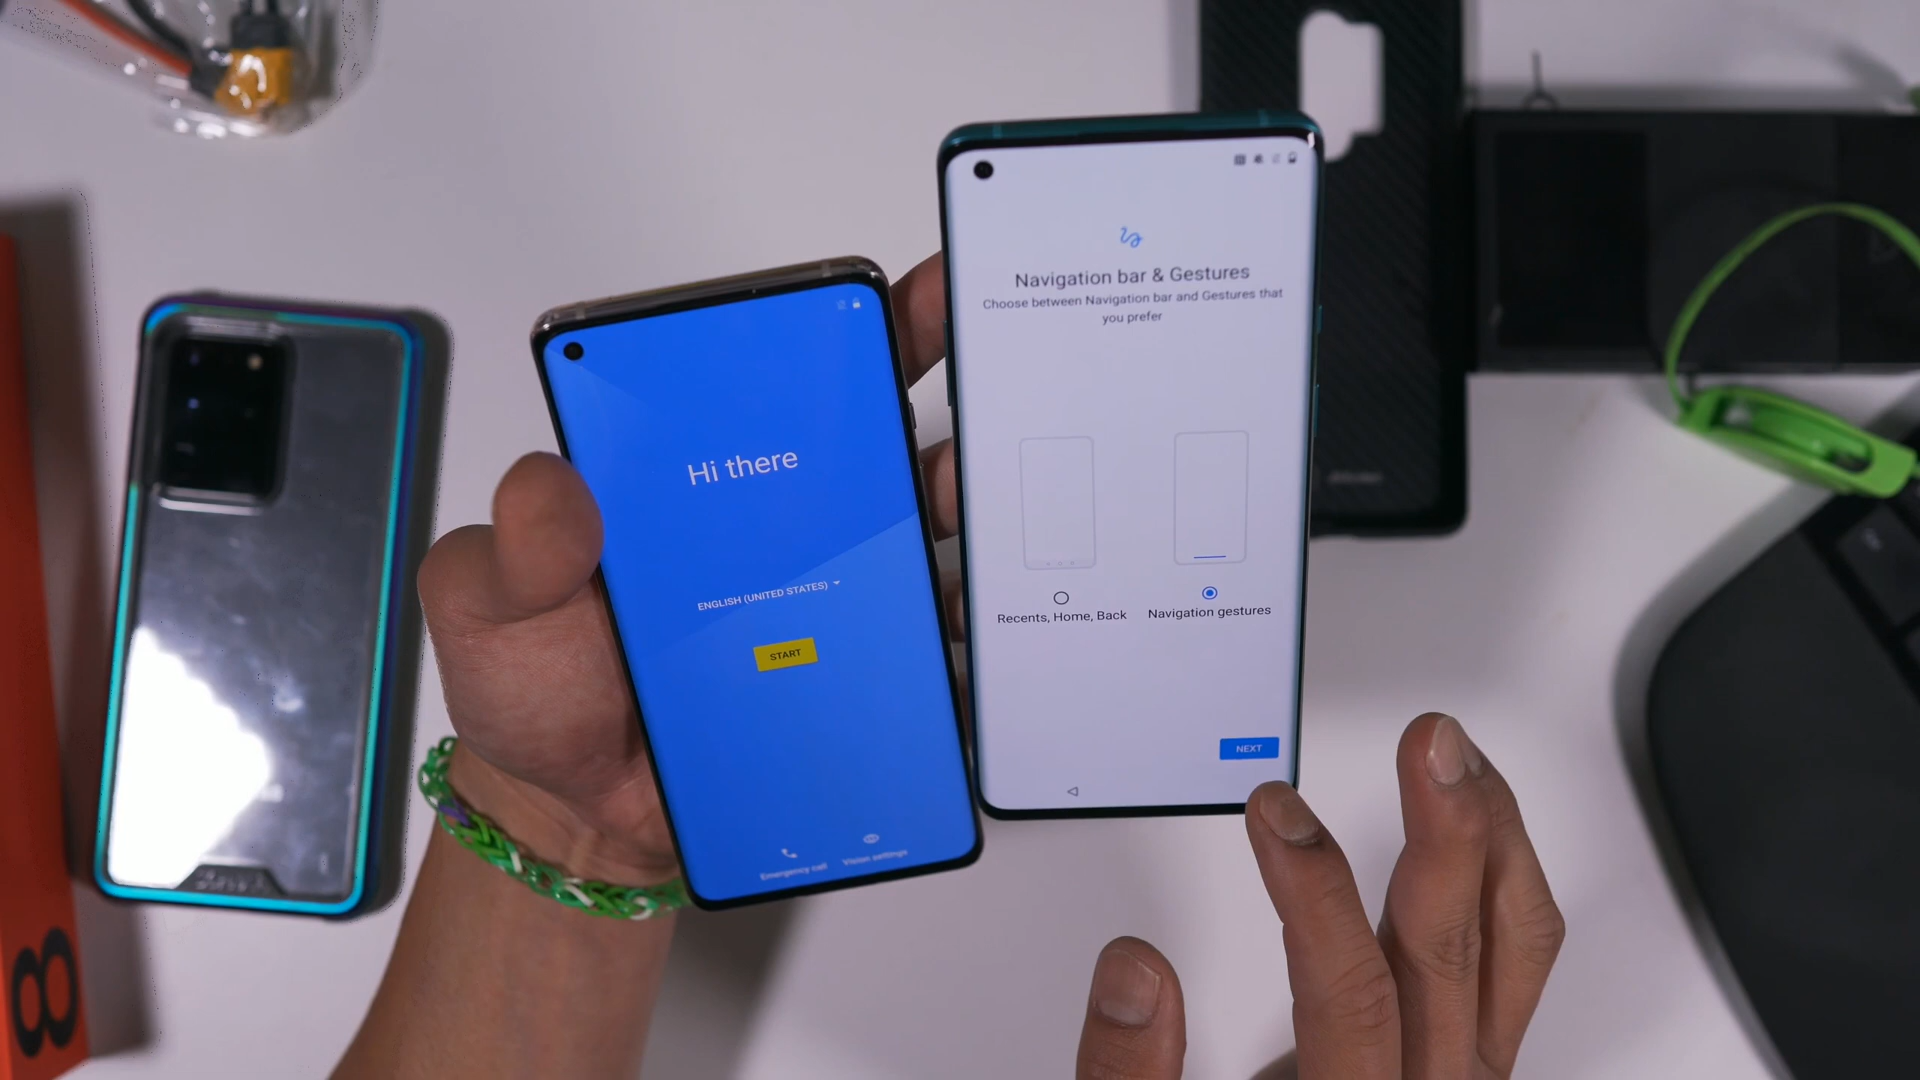 Hi there
ENGLISH (UNITED STATES)
START
Emergency call
Vision settings
Navigation bar & Gestures
Choose between Navigation bar and Gestures that
you prefer
Recents, Home, Back
Navigation gestures
NEXT
8